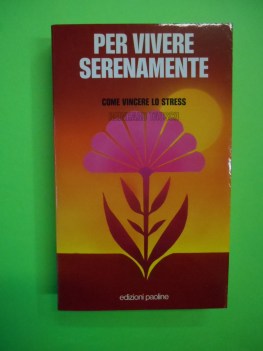 PER VIVERE
SERENAMENTE
COME VINCERE LO STRESS
edizioni paoline